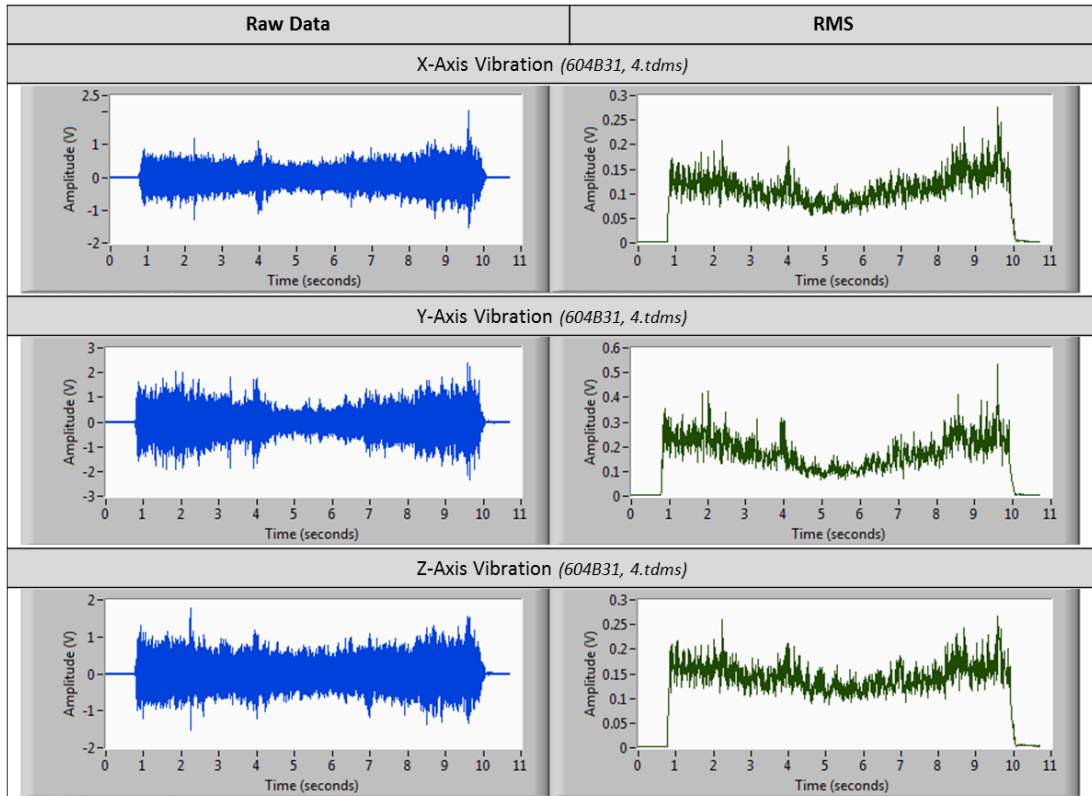 Raw Data RMS
X-Axis Vibration (604B31, 4.tdms)
2.5
1
0
-1
-2
Amplitude (V)
0 1 2 3 4 5 6 7 8 9 10 11
Time (seconds)
0.3
0.25
0.2
0.15
0.1
0.05
0
Amplitude (V)
0 1 2 3 4 5 6 7 8 9 10 11
Time (seconds)
Y-Axis Vibration (604B31, 4.tdms)
3
2
1
0
-1
-2
-3
Amplitude (V)
0 1 2 3 4 5 6 7 8 9 10 11
Time (seconds)
0.6
0.5
0.4
0.3
0.2
0.1
0
Amplitude (V)
0 1 2 3 4 5 6 7 8 9 10 11
Time (seconds)
Z-Axis Vibration (604B31, 4.tdms)
2
1
0
-1
-2
Amplitude (V)
0 1 2 3 4 5 6 7 8 9 10 11
Time (seconds)
0.3
0.25
0.2
0.15
0.1
0.05
0
Amplitude (V)
0 1 2 3 4 5 6 7 8 9 10 11
Time (seconds)